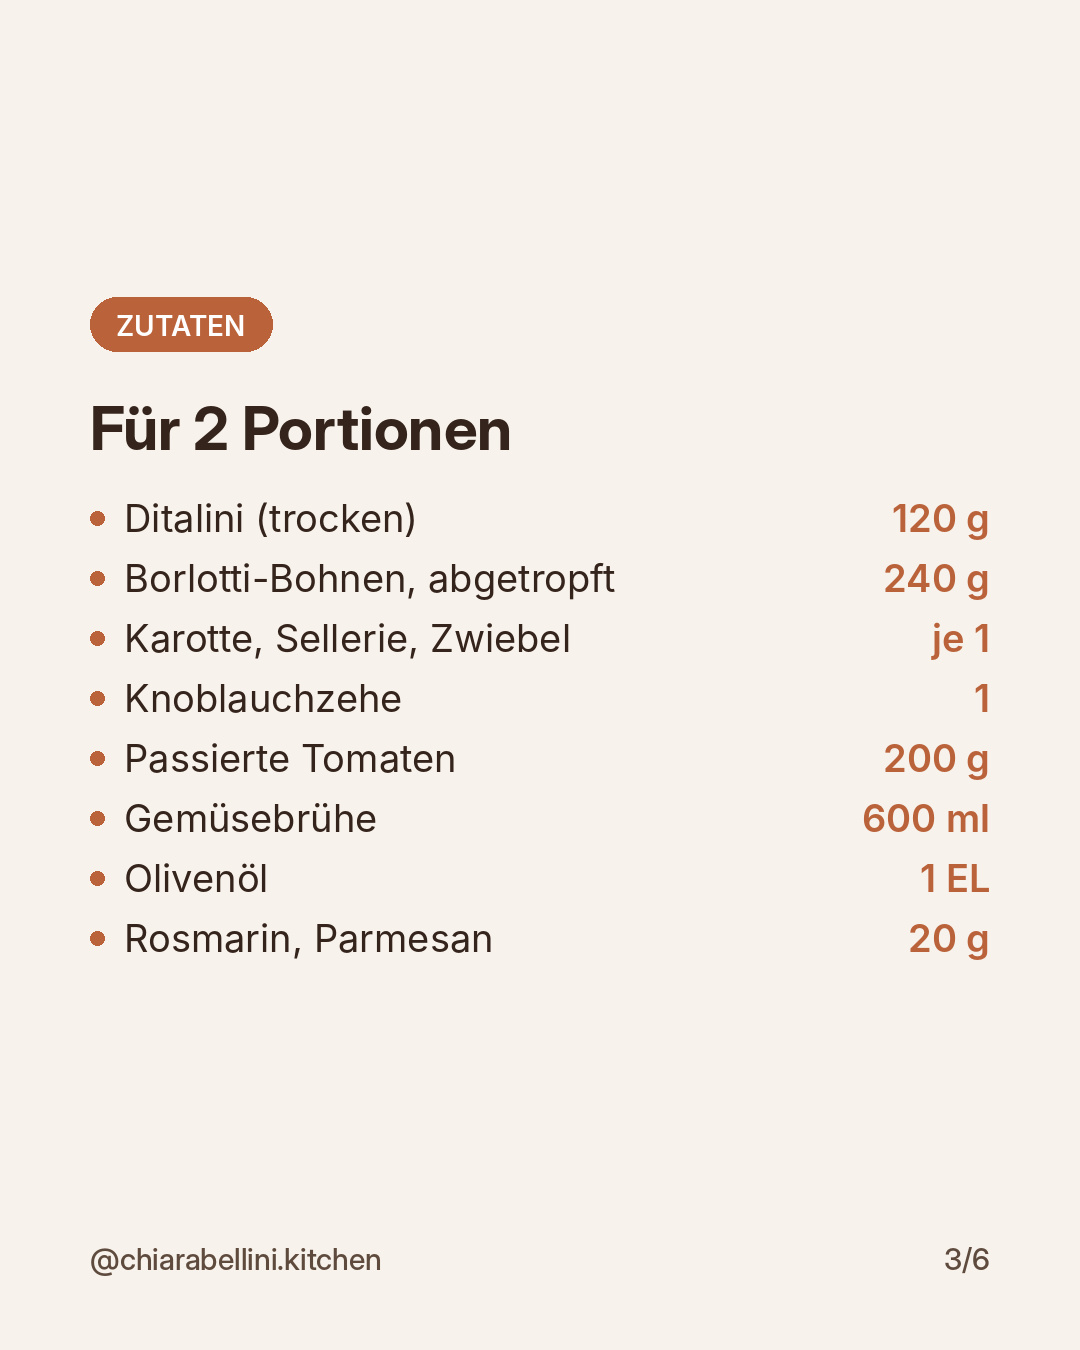 ZUTATEN
Für 2 Portionen
• Ditalini (trocken) 120 g
• Borlotti-Bohnen, abgetropft 240 g
• Karotte, Sellerie, Zwiebel je 1
• Knoblauchzehe 1
• Passierte Tomaten 200 g
• Gemüsebrühe 600 ml
• Olivenöl 1 EL
• Rosmarin, Parmesan 20 g
@chiarabellini.kitchen 3/6